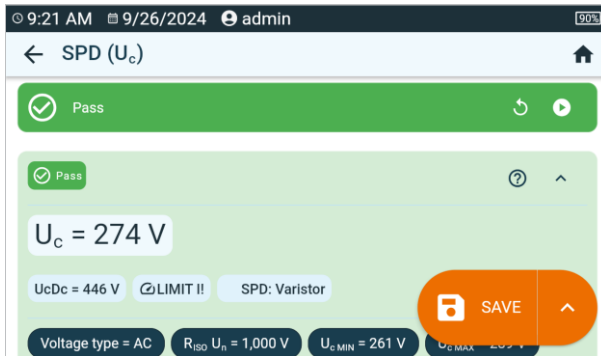 9:21 AM 9/26/2024 admin 90%
SPD (Uc)
Pass
Pass
Uc = 274 V
UcDc = 446 V LIMIT I! SPD: Varistor
SAVE
Voltage type = AC RISO Un = 1,000 V Uc MIN = 261 V